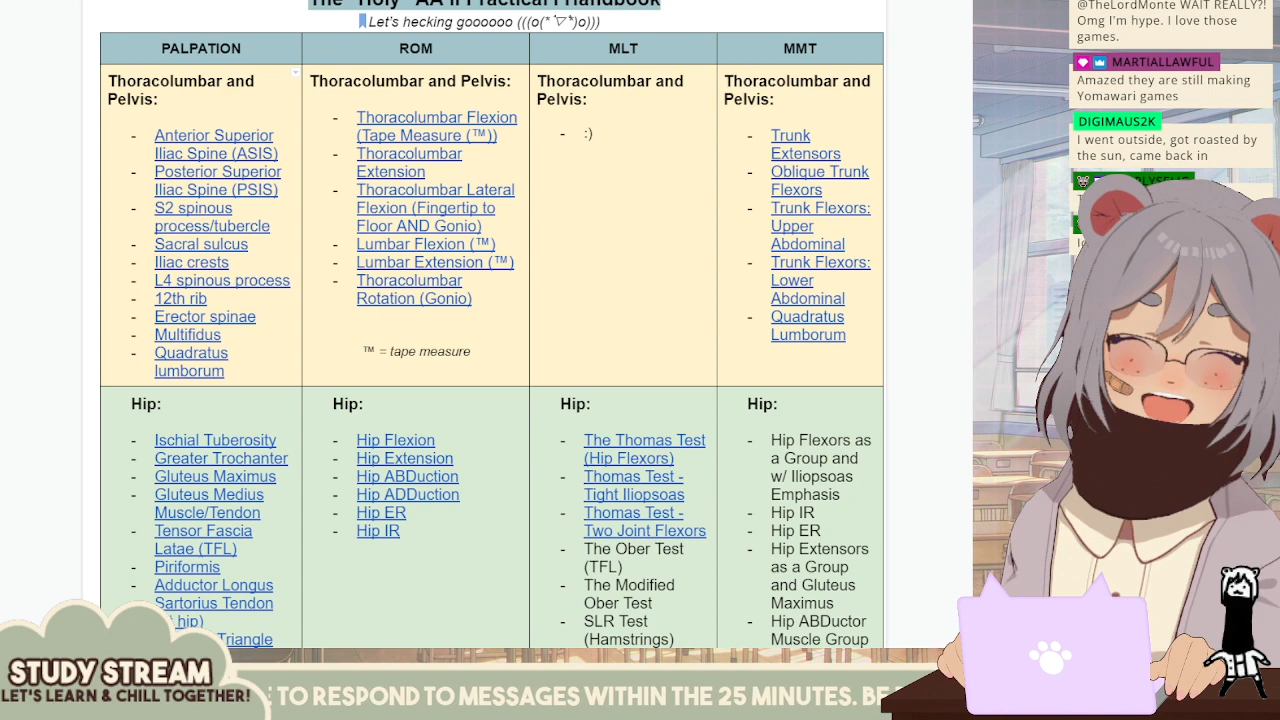 The "Holy" AA II Practical Handbook
Let's hecking goooooo (((o(*ﾟ▽ﾟ*)o)))
PALPATION
ROM
MLT
MMT
Thoracolumbar and
Pelvis:
- Anterior Superior
Iliac Spine (ASIS)
- Posterior Superior
Iliac Spine (PSIS)
- S2 spinous
process/tubercle
- Sacral sulcus
- Iliac crests
- L4 spinous process
- 12th rib
- Erector spinae
- Multifidus
- Quadratus
lumborum
Thoracolumbar and Pelvis:
- Thoracolumbar Flexion
(Tape Measure (™))
- Thoracolumbar
Extension
- Thoracolumbar Lateral
Flexion (Fingertip to
Floor AND Gonio)
- Lumbar Flexion (™)
- Lumbar Extension (™)
- Thoracolumbar
Rotation (Gonio)
™ = tape measure
Thoracolumbar and
Pelvis:
- :)
Thoracolumbar and
Pelvis:
- Trunk
Extensors
- Oblique Trunk
Flexors
- Trunk Flexors:
Upper
Abdominal
- Trunk Flexors:
Lower
Abdominal
- Quadratus
Lumborum
Hip:
- Ischial Tuberosity
- Greater Trochanter
- Gluteus Maximus
- Gluteus Medius
Muscle/Tendon
- Tensor Fascia
Latae (TFL)
- Piriformis
- Adductor Longus
Sartorius Tendon
hip)
Triangle
Hip:
- Hip Flexion
- Hip Extension
- Hip ABDuction
- Hip ADDuction
- Hip ER
- Hip IR
Hip:
- The Thomas Test
(Hip Flexors)
- Thomas Test -
Tight Iliopsoas
- Thomas Test -
Two Joint Flexors
- The Ober Test
(TFL)
- The Modified
Ober Test
- SLR Test
(Hamstrings)
Hip:
- Hip Flexors as
a Group and
w/ Iliopsoas
Emphasis
- Hip IR
- Hip ER
- Hip Extensors
as a Group
and Gluteus
Maximus
- Hip ABDuctor
Muscle Group
@TheLordMonte WAIT REALLY?!
Omg I'm hype. I love those
games.
MARTIALLAWFUL
Amazed they are still making
Yomawari games
DIGIMAUS2K
I went outside, got roasted by
the sun, came back in
STUDY STREAM
LET'S LEARN & CHILL TOGETHER!
E TO RESPOND TO MESSAGES WITHIN THE 25 MINUTES. BE